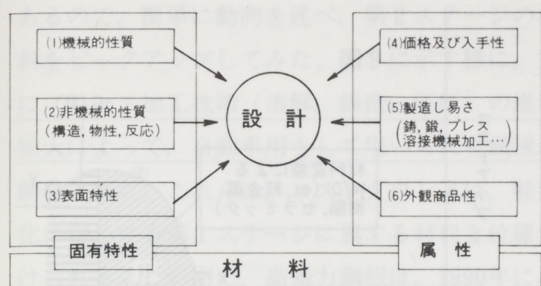 (1)機械的性質
(2)非機械的性質
(構造, 物性, 反応)
(3)表面特性
固有特性
設計
(4)価格及び入手性
(5)製造し易さ
(鋳, 鍛, プレス
溶接機械加工…)
(6)外観商品性
属性
材料